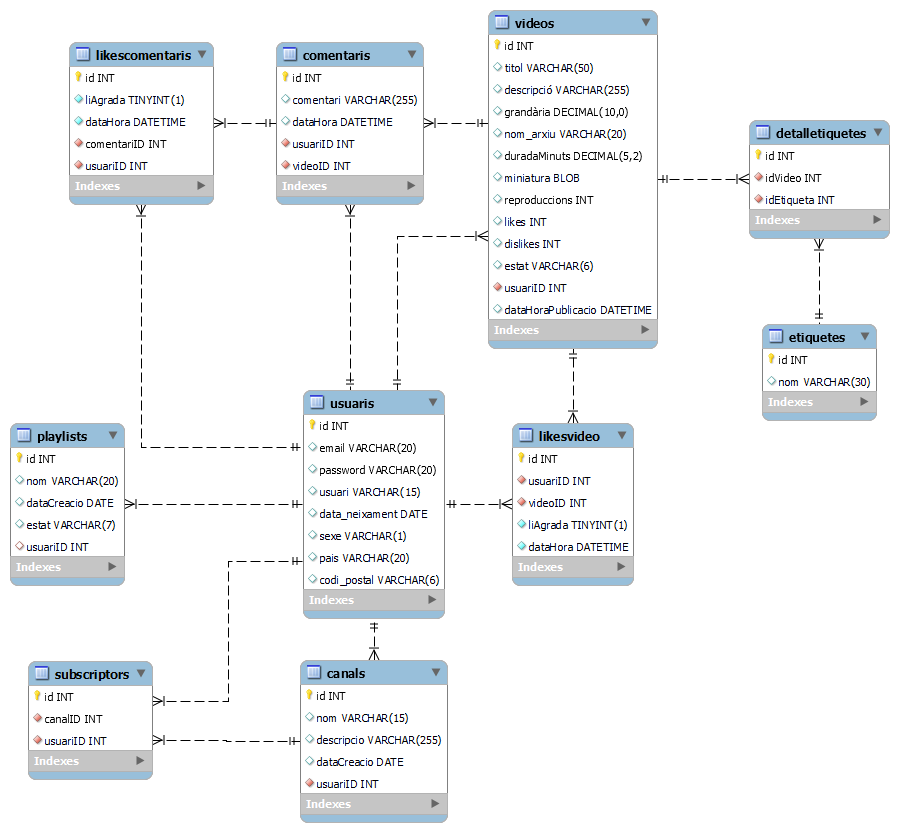 likescomentaris
id INT
liAgrada TINYINT(1)
dataHora DATETIME
comentariID INT
usuariID INT
Indexes
comentaris
id INT
comentari VARCHAR(255)
dataHora DATETIME
usuariID INT
videoID INT
Indexes
videos
id INT
titol VARCHAR(50)
descripció VARCHAR(255)
grandària DECIMAL(10,0)
nom_arxiu VARCHAR(20)
duradaMinuts DECIMAL(5,2)
miniatura BLOB
reproduccions INT
likes INT
dislikes INT
estat VARCHAR(6)
usuariID INT
dataHoraPublicacio DATETIME
Indexes
detalletiquetes
id INT
idVideo INT
idEtiqueta INT
Indexes
etiquetes
id INT
nom VARCHAR(30)
Indexes
playlists
id INT
nom VARCHAR(20)
dataCreacio DATE
estat VARCHAR(7)
usuariID INT
Indexes
usuaris
id INT
email VARCHAR(20)
password VARCHAR(20)
usuari VARCHAR(15)
data_neixament DATE
sexe VARCHAR(1)
pais VARCHAR(20)
codi_postal VARCHAR(6)
Indexes
likesvideo
id INT
usuariID INT
videoID INT
liAgrada TINYINT(1)
dataHora DATETIME
Indexes
subscriptors
id INT
canalID INT
usuariID INT
Indexes
canals
id INT
nom VARCHAR(15)
descripcio VARCHAR(255)
dataCreacio DATE
usuariID INT
Indexes